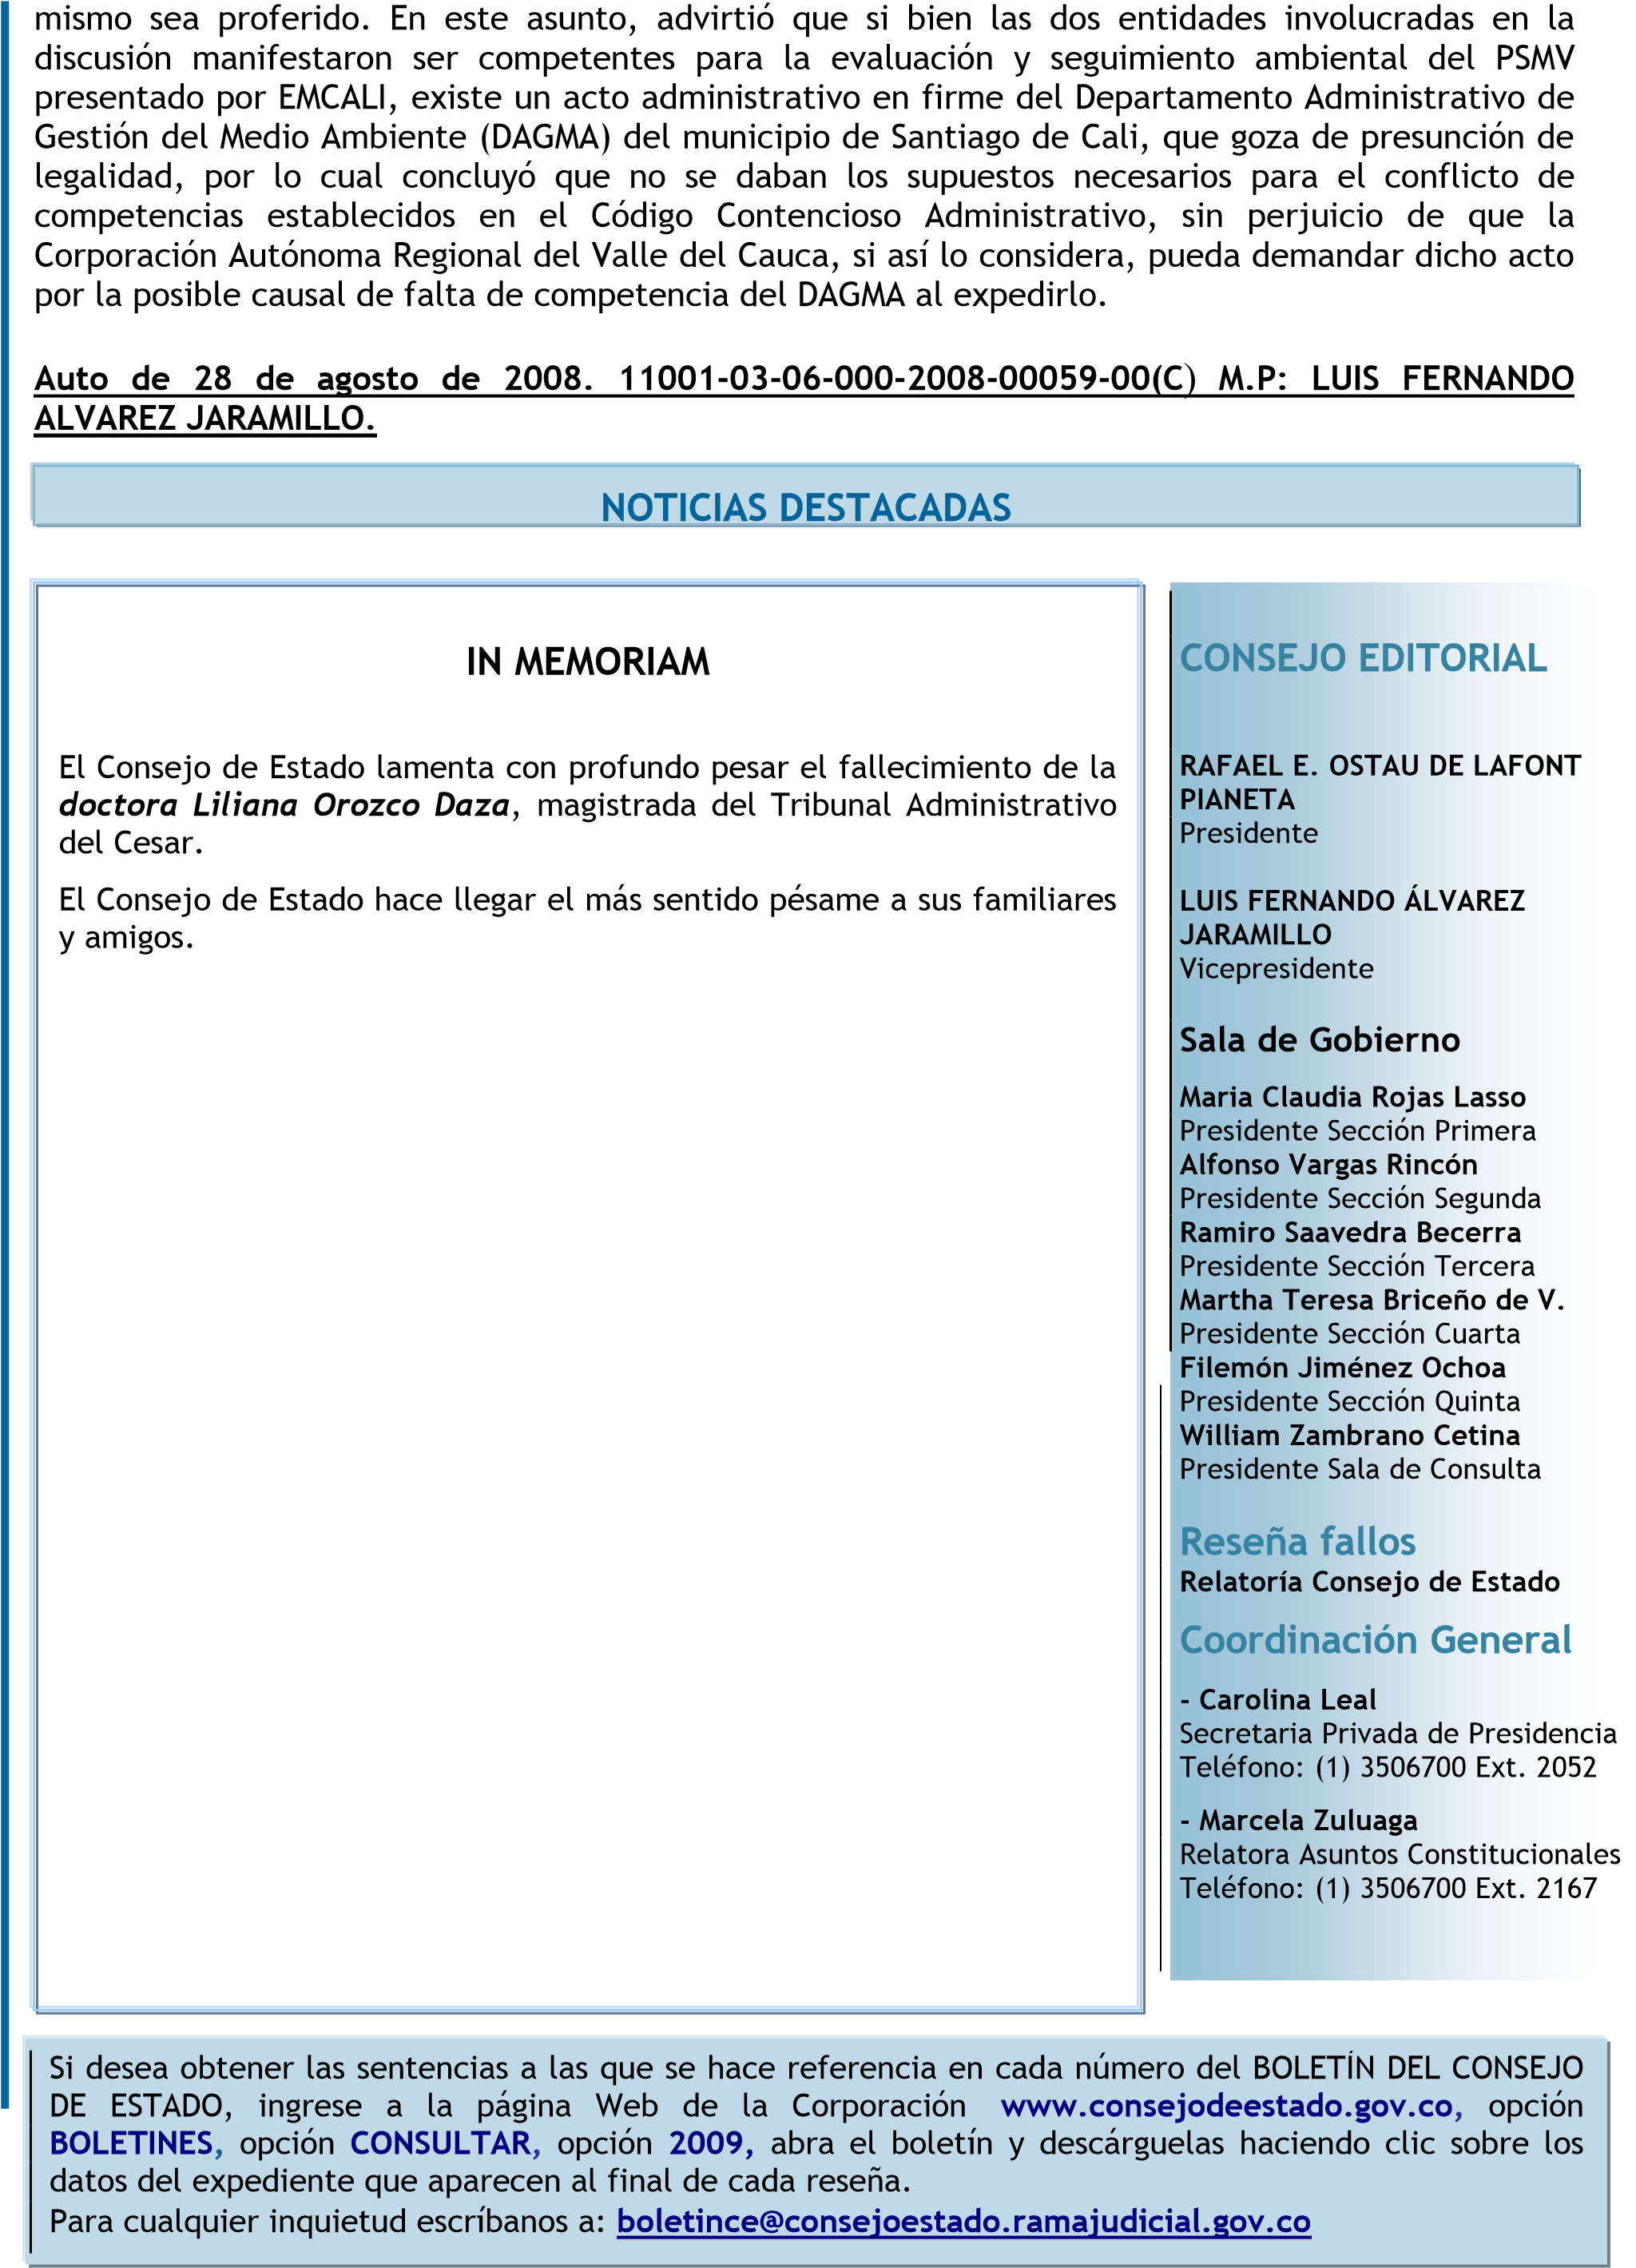 mismo sea proferido. En este asunto, advirtió que si bien las dos entidades involucradas en la
discusión manifestaron ser competentes para la evaluación y seguimiento ambiental del PSMV
presentado por EMCALI, existe un acto administrativo en firme del Departamento Administrativo de
Gestión del Medio Ambiente (DAGMA) del municipio de Santiago de Cali, que goza de presunción de
legalidad, por lo cual concluyó que no se daban los supuestos necesarios para el conflicto de
competencias establecidos en el Código Contencioso Administrativo, sin perjuicio de que la
Corporación Autónoma Regional del Valle del Cauca, si así lo considera, pueda demandar dicho acto
por la posible causal de falta de competencia del DAGMA al expedirlo.
Auto de 28 de agosto de 2008. 11001-03-06-000-2008-00059-00(C) M.P: LUIS FERNANDO
ALVAREZ JARAMILLO.
NOTICIAS DESTACADAS
IN MEMORIAM
El Consejo de Estado lamenta con profundo pesar el fallecimiento de la
doctora Liliana Orozco Daza, magistrada del Tribunal Administrativo
del Cesar.
El Consejo de Estado hace llegar el más sentido pésame a sus familiares
y amigos.
CONSEJO EDITORIAL
RAFAEL E. OSTAU DE LAFONT
PIANETA
Presidente
LUIS FERNANDO ÁLVAREZ
JARAMILLO
Vicepresidente
Sala de Gobierno
Maria Claudia Rojas Lasso
Presidente Sección Primera
Alfonso Vargas Rincón
Presidente Sección Segunda
Ramiro Saavedra Becerra
Presidente Sección Tercera
Martha Teresa Briceño de V.
Presidente Sección Cuarta
Filemón Jiménez Ochoa
Presidente Sección Quinta
William Zambrano Cetina
Presidente Sala de Consulta
Reseña fallos
Relatoría Consejo de Estado
Coordinación General
- Carolina Leal
Secretaria Privada de Presidencia
Teléfono: (1) 3506700 Ext. 2052
- Marcela Zuluaga
Relatora Asuntos Constitucionales
Teléfono: (1) 3506700 Ext. 2167
Si desea obtener las sentencias a las que se hace referencia en cada número del BOLETÍN DEL CONSEJO
DE ESTADO, ingrese a la página Web de la Corporación www.consejodeestado.gov.co, opción
BOLETINES, opción CONSULTAR, opción 2009, abra el boletín y descárguelas haciendo clic sobre los
datos del expediente que aparecen al final de cada reseña.
Para cualquier inquietud escríbanos a: boletince@consejoestado.ramajudicial.gov.co